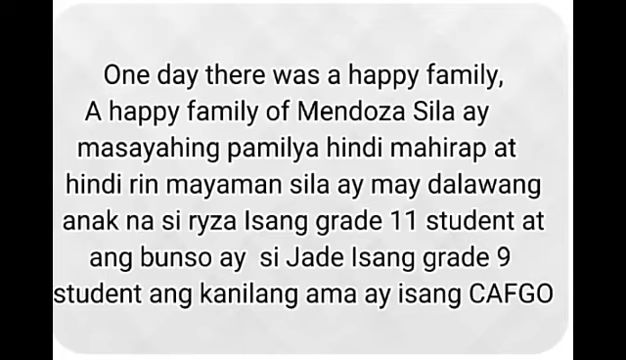 One day there was a happy family,
A happy family of Mendoza Sila ay
masayahing pamilya hindi mahirap at
hindi rin mayaman sila ay may dalawang
anak na si ryza Isang grade 11 student at
ang bunso ay si Jade Isang grade 9
student ang kanilang ama ay isang CAFGO